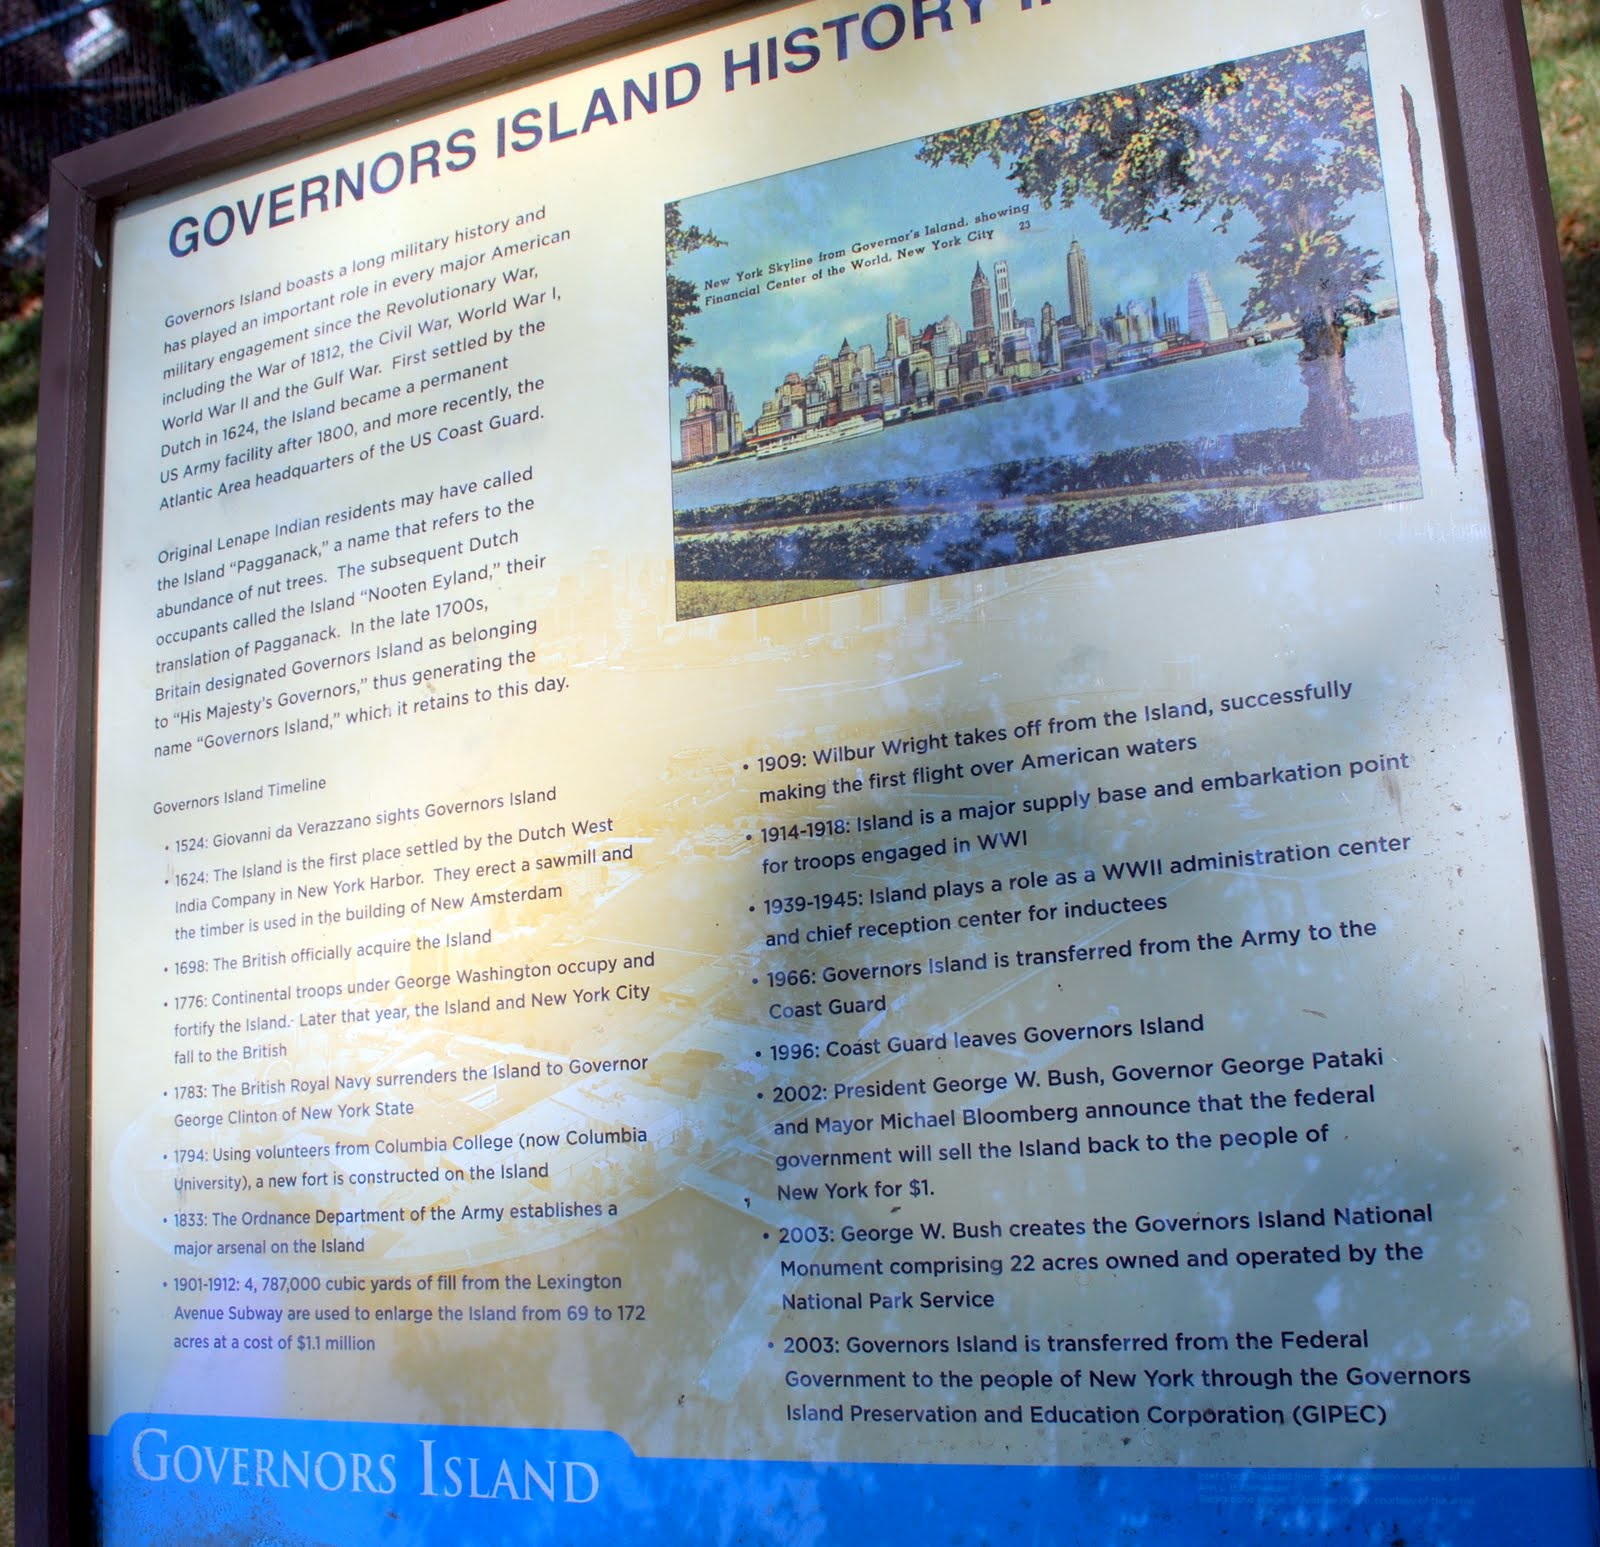 GOVERNORS ISLAND HISTORY
Governors Island boasts a long military history and
has played an important role in every major American
military engagement since the Revolutionary War,
including the War of 1812, the Civil War, World War I,
World War II and the Gulf War. First settled by the
Dutch in 1624, the Island became a permanent
US Army facility after 1800, and more recently, the
Atlantic Area headquarters of the US Coast Guard.
Original Lenape Indian residents may have called
the Island “Pagganack,” a name that refers to the
abundance of nut trees. The subsequent Dutch
occupants called the Island “Nooten Eyland,” their
translation of Pagganack. In the late 1700s,
Britain designated Governors Island as belonging
to “His Majesty’s Governors,” thus generating the
name “Governors Island,” which it retains to this day.
New York Skyline from Governor's Island, showing
Financial Center of the World, New York City 23
Governors Island Timeline
• 1524: Giovanni da Verazzano sights Governors Island
• 1624: The Island is the first place settled by the Dutch West
India Company in New York Harbor. They erect a sawmill and
the timber is used in the building of New Amsterdam
• 1698: The British officially acquire the Island
• 1776: Continental troops under George Washington occupy and
fortify the Island. Later that year, the Island and New York City
fall to the British
• 1783: The British Royal Navy surrenders the Island to Governor
George Clinton of New York State
• 1794: Using volunteers from Columbia College (now Columbia
University), a new fort is constructed on the Island
• 1833: The Ordnance Department of the Army establishes a
major arsenal on the Island
• 1901-1912: 4, 787,000 cubic yards of fill from the Lexington
Avenue Subway are used to enlarge the Island from 69 to 172
acres at a cost of $1.1 million
• 1909: Wilbur Wright takes off from the Island, successfully
making the first flight over American waters
• 1914-1918: Island is a major supply base and embarkation point
for troops engaged in WWI
• 1939-1945: Island plays a role as a WWII administration center
and chief reception center for inductees
• 1966: Governors Island is transferred from the Army to the
Coast Guard
• 1996: Coast Guard leaves Governors Island
• 2002: President George W. Bush, Governor George Pataki
and Mayor Michael Bloomberg announce that the federal
government will sell the Island back to the people of
New York for $1.
• 2003: George W. Bush creates the Governors Island National
Monument comprising 22 acres owned and operated by the
National Park Service
• 2003: Governors Island is transferred from the Federal
Government to the people of New York through the Governors
Island Preservation and Education Corporation (GIPEC)
GOVERNORS ISLAND